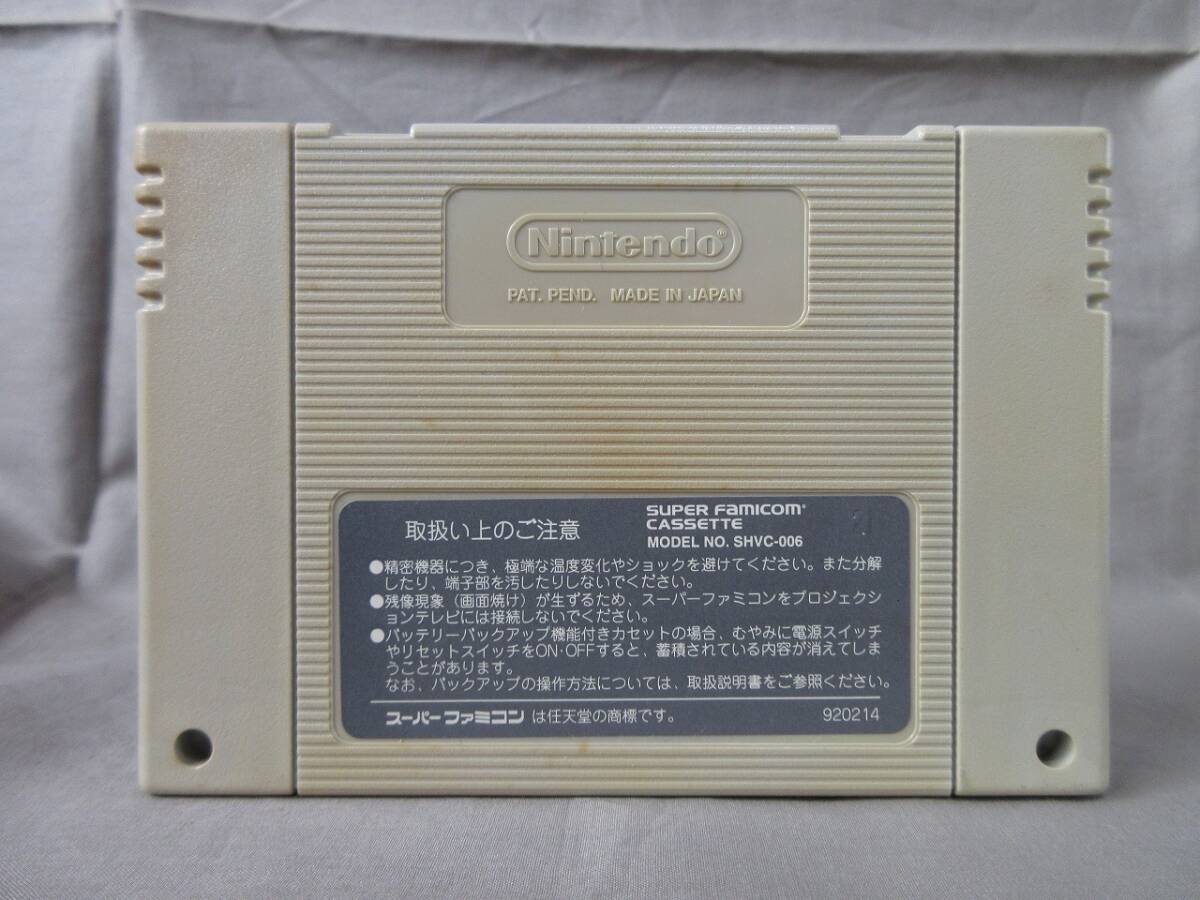 Nintendo®
PAT. PEND. MADE IN JAPAN
取扱い上のご注意
SUPER FAMICOM®
CASSETTE
MODEL NO. SHVC-006
●精密機器につき、極端な温度変化やショックを避けてください。また分解
したり、端子部を汚したりしないでください。
●残像現象（画面焼け）が生ずるため、スーパーファミコンをプロジェクシ
ョンテレビには接続しないでください。
●バッテリーバックアップ機能付きカセットの場合、むやみに電源スイッチ
やリセットスイッチをON・OFFすると、蓄積されている内容が消えてしま
うことがあります。
なお、バックアップの操作方法については、取扱説明書をご参照ください。
スーパーファミコン は任天堂の商標です。
920214